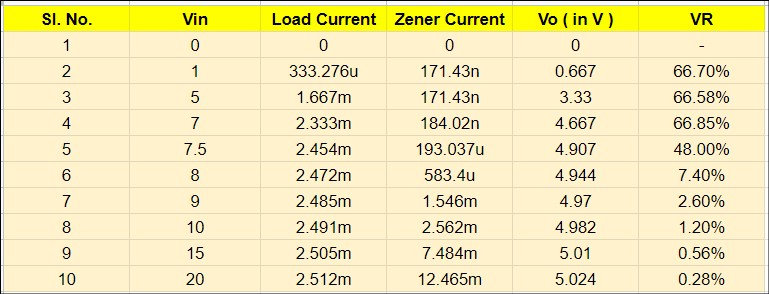 Sl. No. Vin Load Current Zener Current Vo ( in V ) VR
1 0 0 0 0 -
2 1 333.276u 171.43n 0.667 66.70%
3 5 1.667m 171.43n 3.33 66.58%
4 7 2.333m 184.02n 4.667 66.85%
5 7.5 2.454m 193.037u 4.907 48.00%
6 8 2.472m 583.4u 4.944 7.40%
7 9 2.485m 1.546m 4.97 2.60%
8 10 2.491m 2.562m 4.982 1.20%
9 15 2.505m 7.484m 5.01 0.56%
10 20 2.512m 12.465m 5.024 0.28%